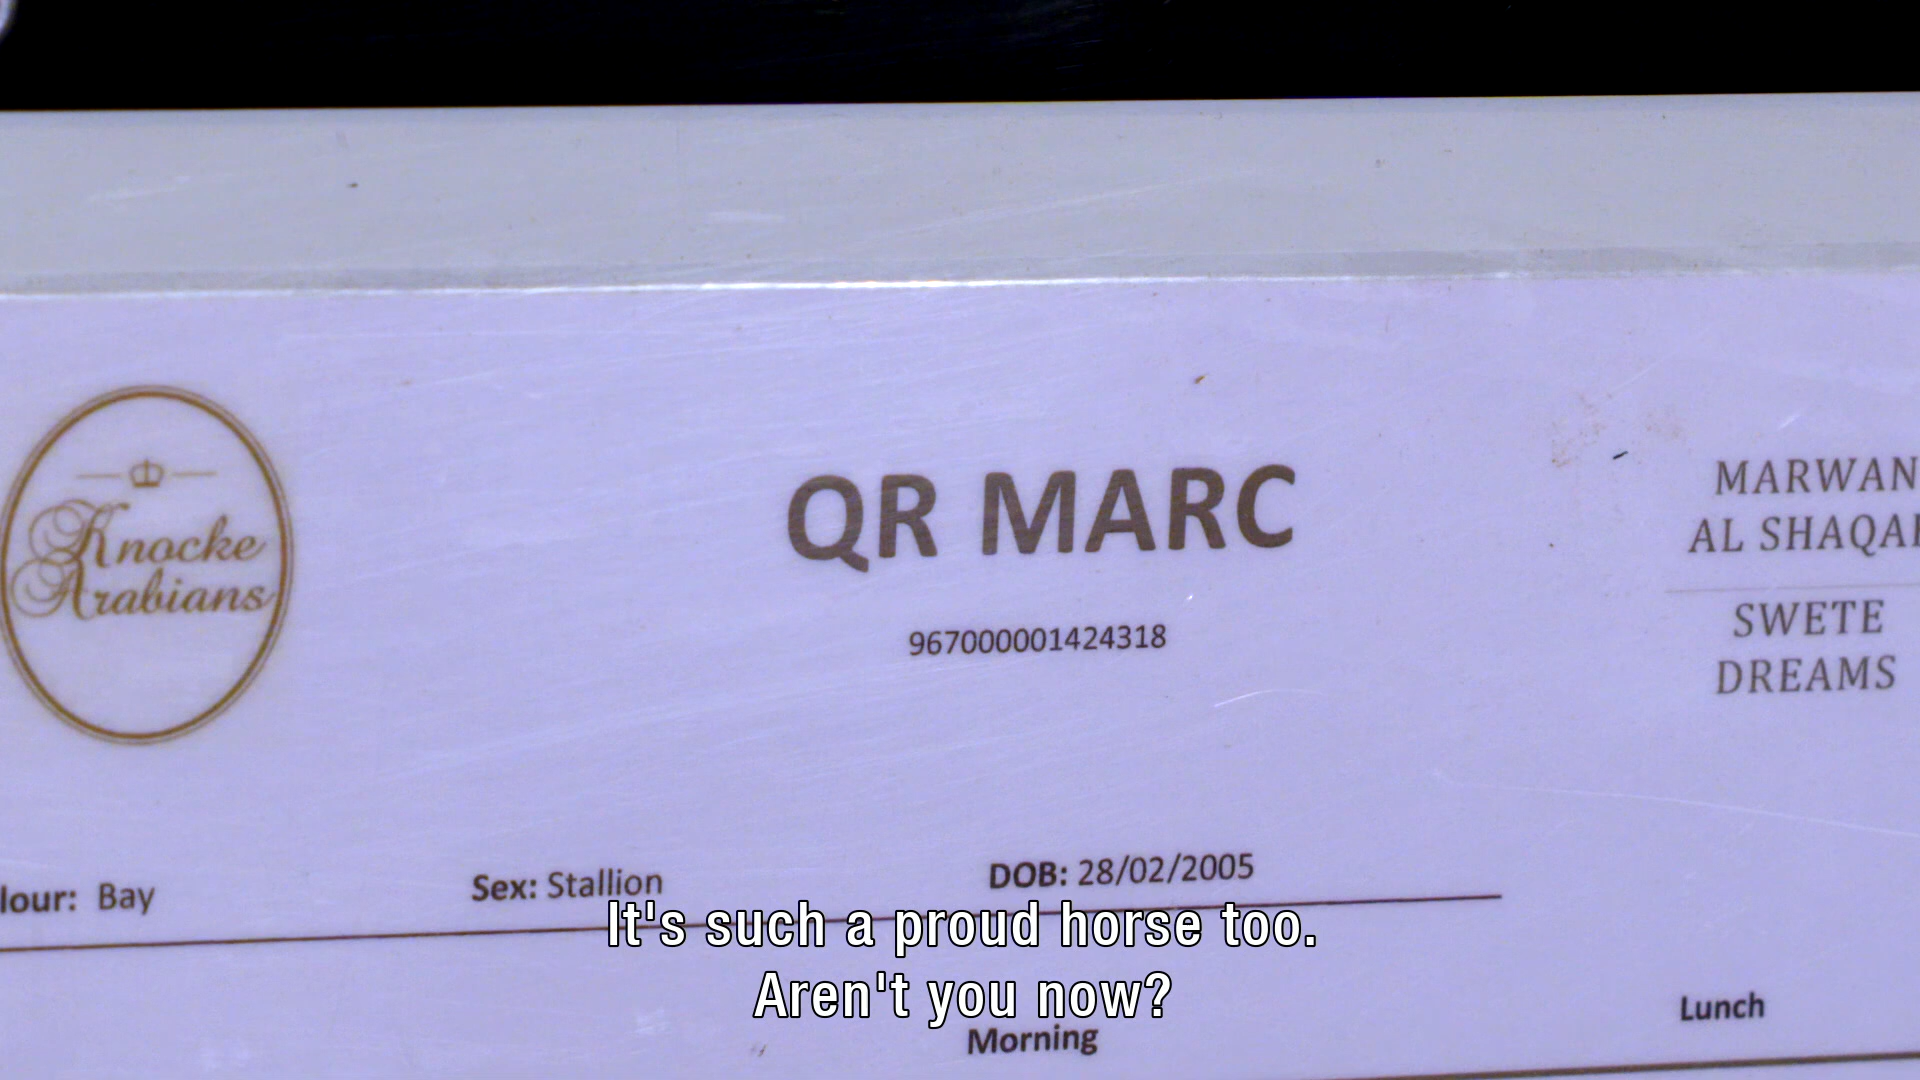 Knocke
Arabians
QR MARC
967000001424318
MARWAN
AL SHAQA
SWETE
DREAMS
lour: Bay
Sex: Stallion
DOB: 28/02/2005
It's such a proud horse too.
Aren't you now?
Morning
Lunch